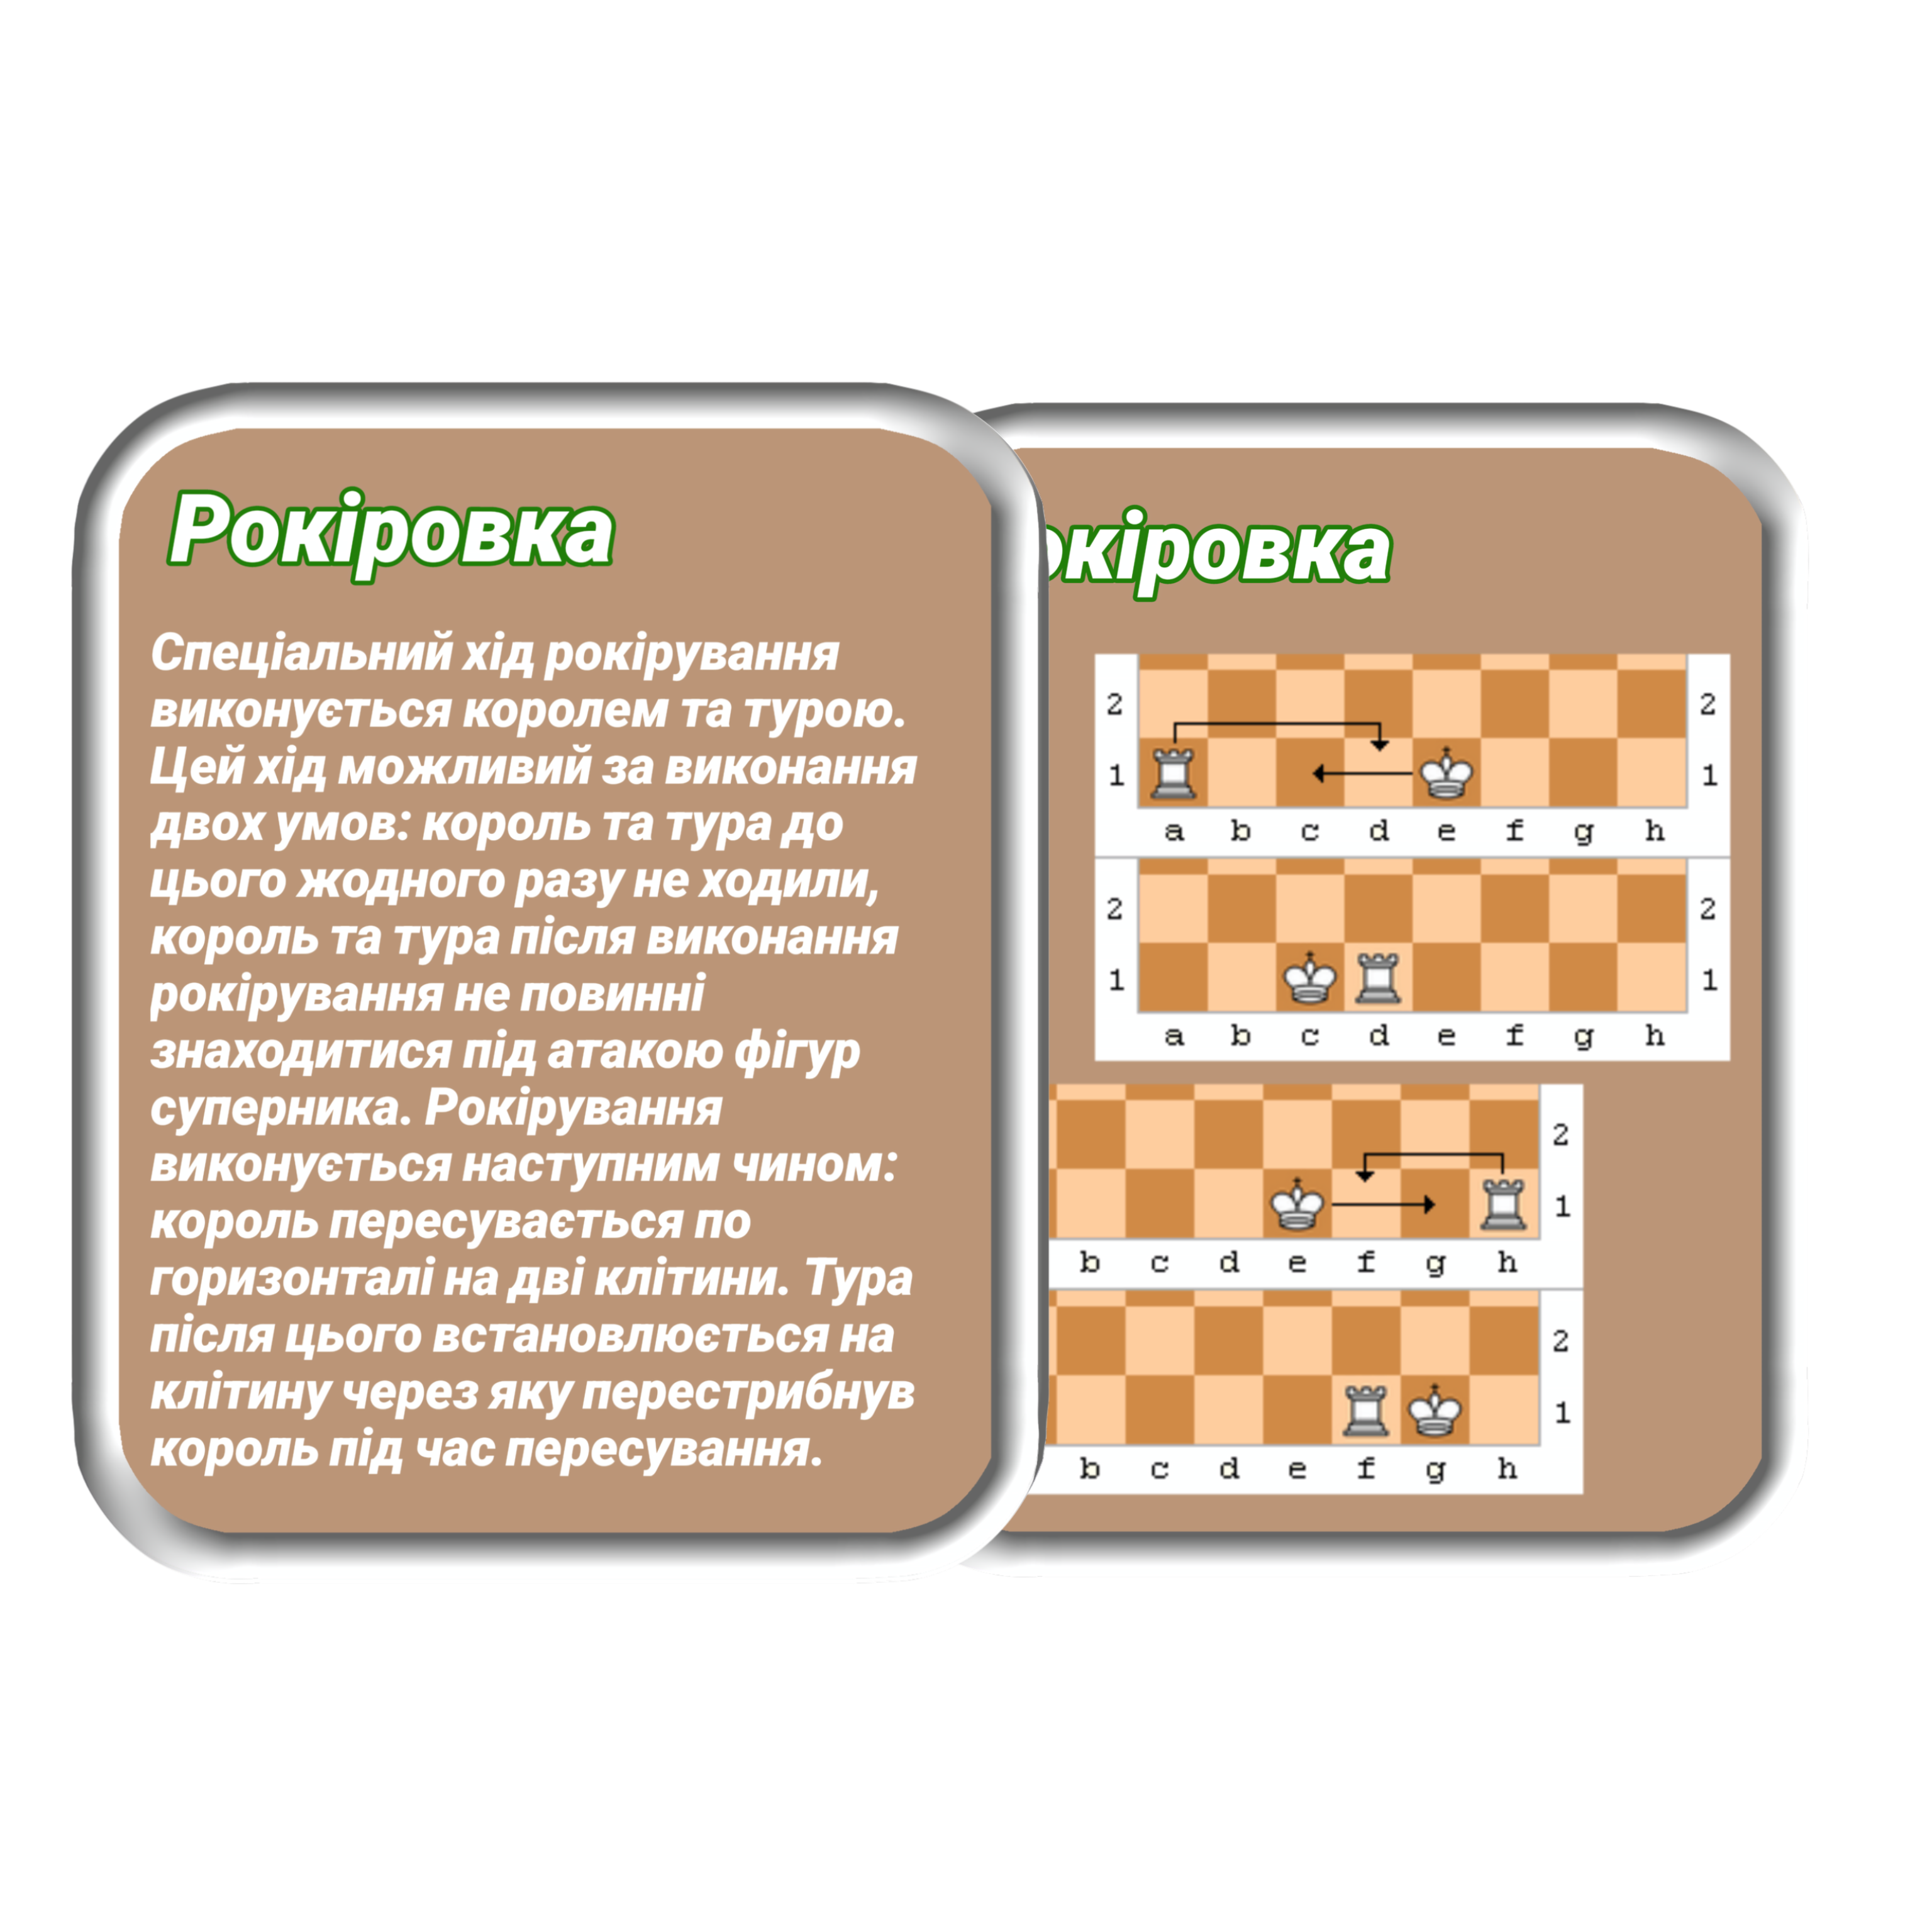 Рокіровка
Спеціальний хід рокірування
виконується королем та турою.
Цей хід можливий за виконання
двох умов: король та тура до
цього жодного разу не ходили,
король та тура після виконання
рокірування не повинні
знаходитися під атакою фігур
суперника. Рокірування
виконується наступним чином:
король пересувається по
горизонталі на дві клітини. Тура
після цього встановлюється на
клітину через яку перестрибнув
король під час пересування.
окіровка
2 2
1 1
a b c d e f g h
2 2
1 1
a b c d e f g h
2
1
b c d e f g h
2
1
b c d e f g h